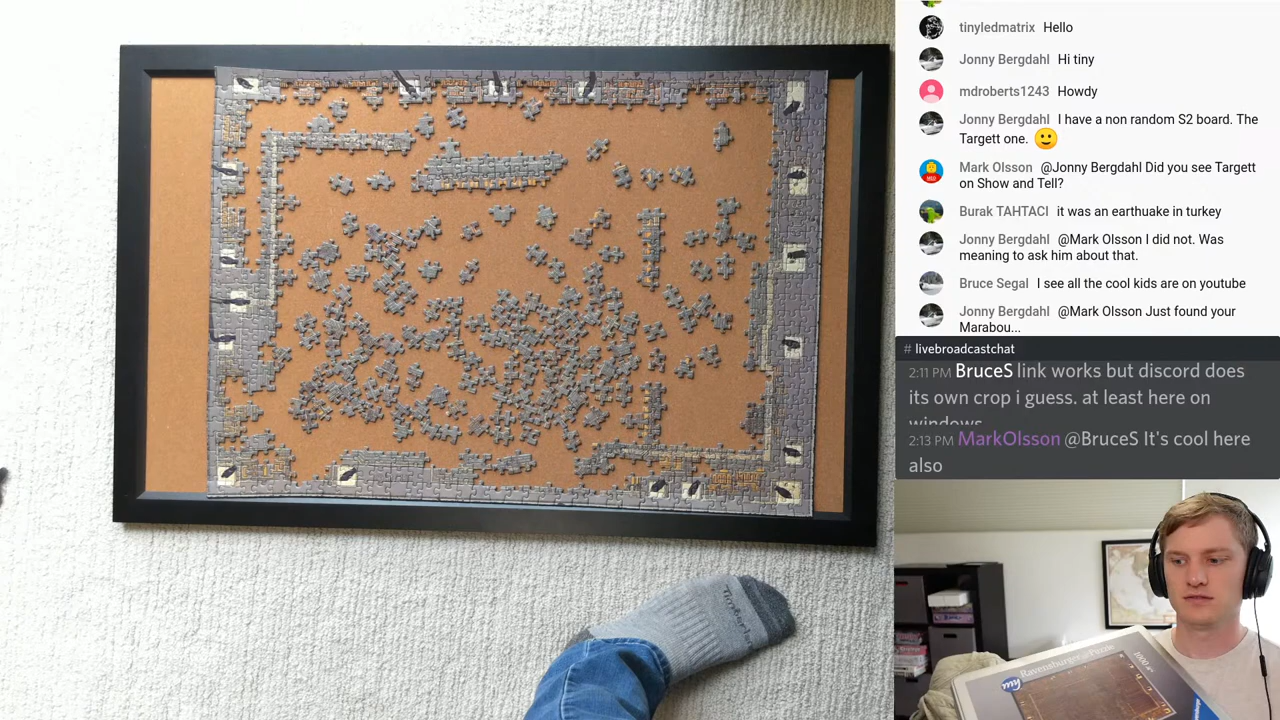 tinyledmatrix Hello
Jonny Bergdahl Hi tiny
mdroberts1243 Howdy
Jonny Bergdahl I have a non random S2 board. The
Targett one.
Mark Olsson @Jonny Bergdahl Did you see Targett
on Show and Tell?
Burak TAHTACI it was an earthuake in turkey
Jonny Bergdahl @Mark Olsson I did not. Was
meaning to ask him about that.
Bruce Segal I see all the cool kids are on youtube
Jonny Bergdahl @Mark Olsson Just found your
Marabou...
# livebroadcastchat
2:11 PM BruceS link works but discord does
its own crop i guess. at least here on
windows
2:13 PM MarkOlsson @BruceS It's cool here
also
my Ravensburger Puzzle